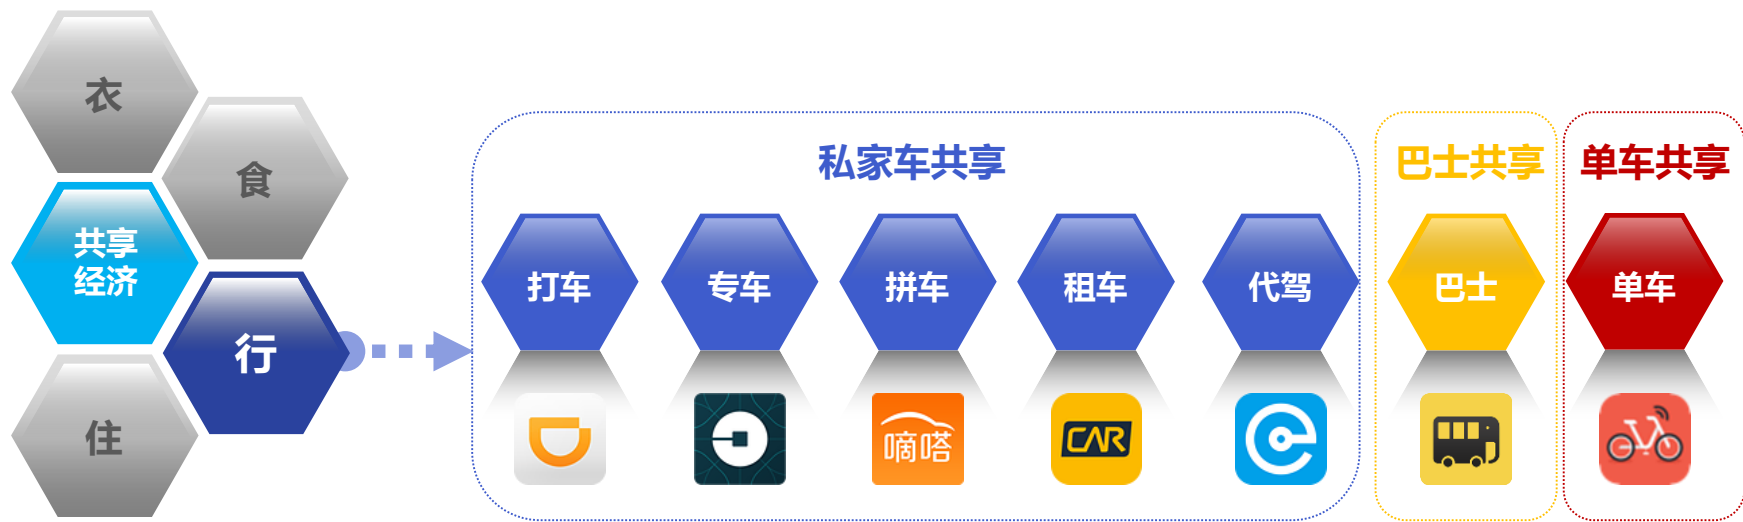 衣
食
共享
经济
行
住
私家车共享
打车
专车
拼车
租车
代驾
嘀嗒
CAR
巴士共享
巴士
单车共享
单车